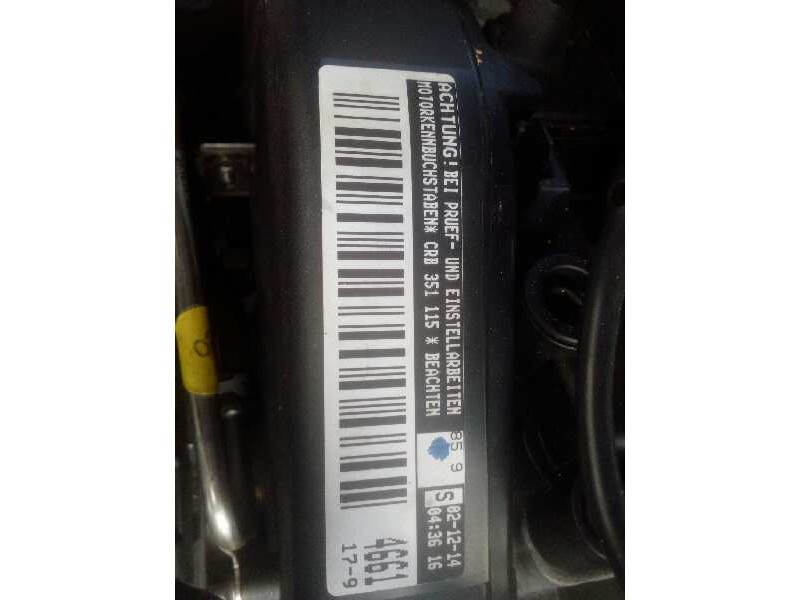 ACHTUNG! BEI PRUEF- UND EINSTELLARBEITEN
MOTORKENNBUCHSTABEN* CRB 351 115 * BEACHTEN
85 9
S
02-12-14
04:36 16
4661
17-9